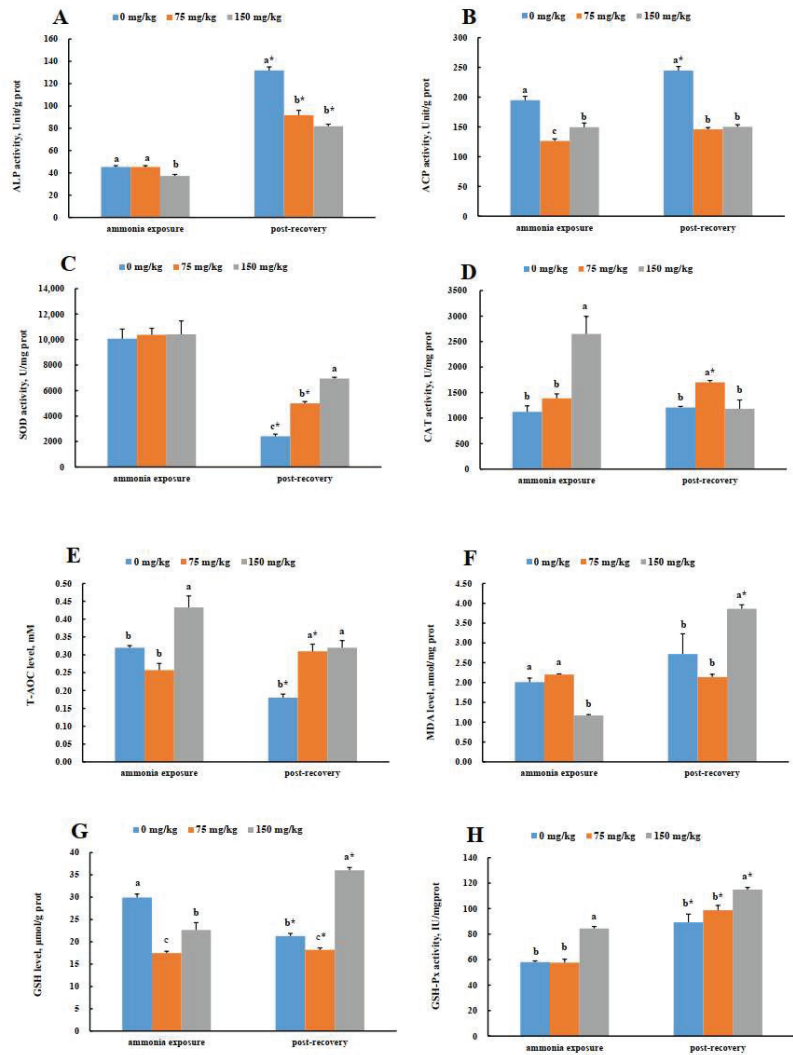 A
0 mg/kg 75 mg/kg 150 mg/kg
ALP activity, Unit/g prot
160
140
120
100
80
60
40
20
0
a a b
a* b* b*
ammonia exposure post-recovery
B
0 mg/kg 75 mg/kg 150 mg/kg
ACP activity, Unit/g prot
300
250
200
150
100
50
0
a c b
a* b b
ammonia exposure post-recovery
C
0 mg/kg 75 mg/kg 150 mg/kg
SOD activity, U/mg prot
14,000
12,000
10,000
8000
6000
4000
2000
0
c* b* a
ammonia exposure post-recovery
D
0 mg/kg 75 mg/kg 150 mg/kg
CAT activity, U/mg prot
3500
3000
2500
2000
1500
1000
500
0
b b a
b a* b
ammonia exposure post-recovery
E
0 mg/kg 75 mg/kg 150 mg/kg
T-AOC level, mM
0.50
0.45
0.40
0.35
0.30
0.25
0.20
0.15
0.10
0.05
0.00
b b a
b* a* a
ammonia exposure post-recovery
F
0 mg/kg 75 mg/kg 150 mg/kg
MDA level, nmol/mg prot
4.50
4.00
3.50
3.00
2.50
2.00
1.50
1.00
0.50
0.00
a a b
b b a*
ammonia exposure post-recovery
G
0 mg/kg 75 mg/kg 150 mg/kg
GSH level, μmol/g prot
40
35
30
25
20
15
10
5
0
a c b
b* c* a*
ammonia exposure post-recovery
H
0 mg/kg 75 mg/kg 150 mg/kg
GSH-Px activity, IU/mgprot
140
120
100
80
60
40
20
0
b b a
b* b* a*
ammonia exposure post-recovery